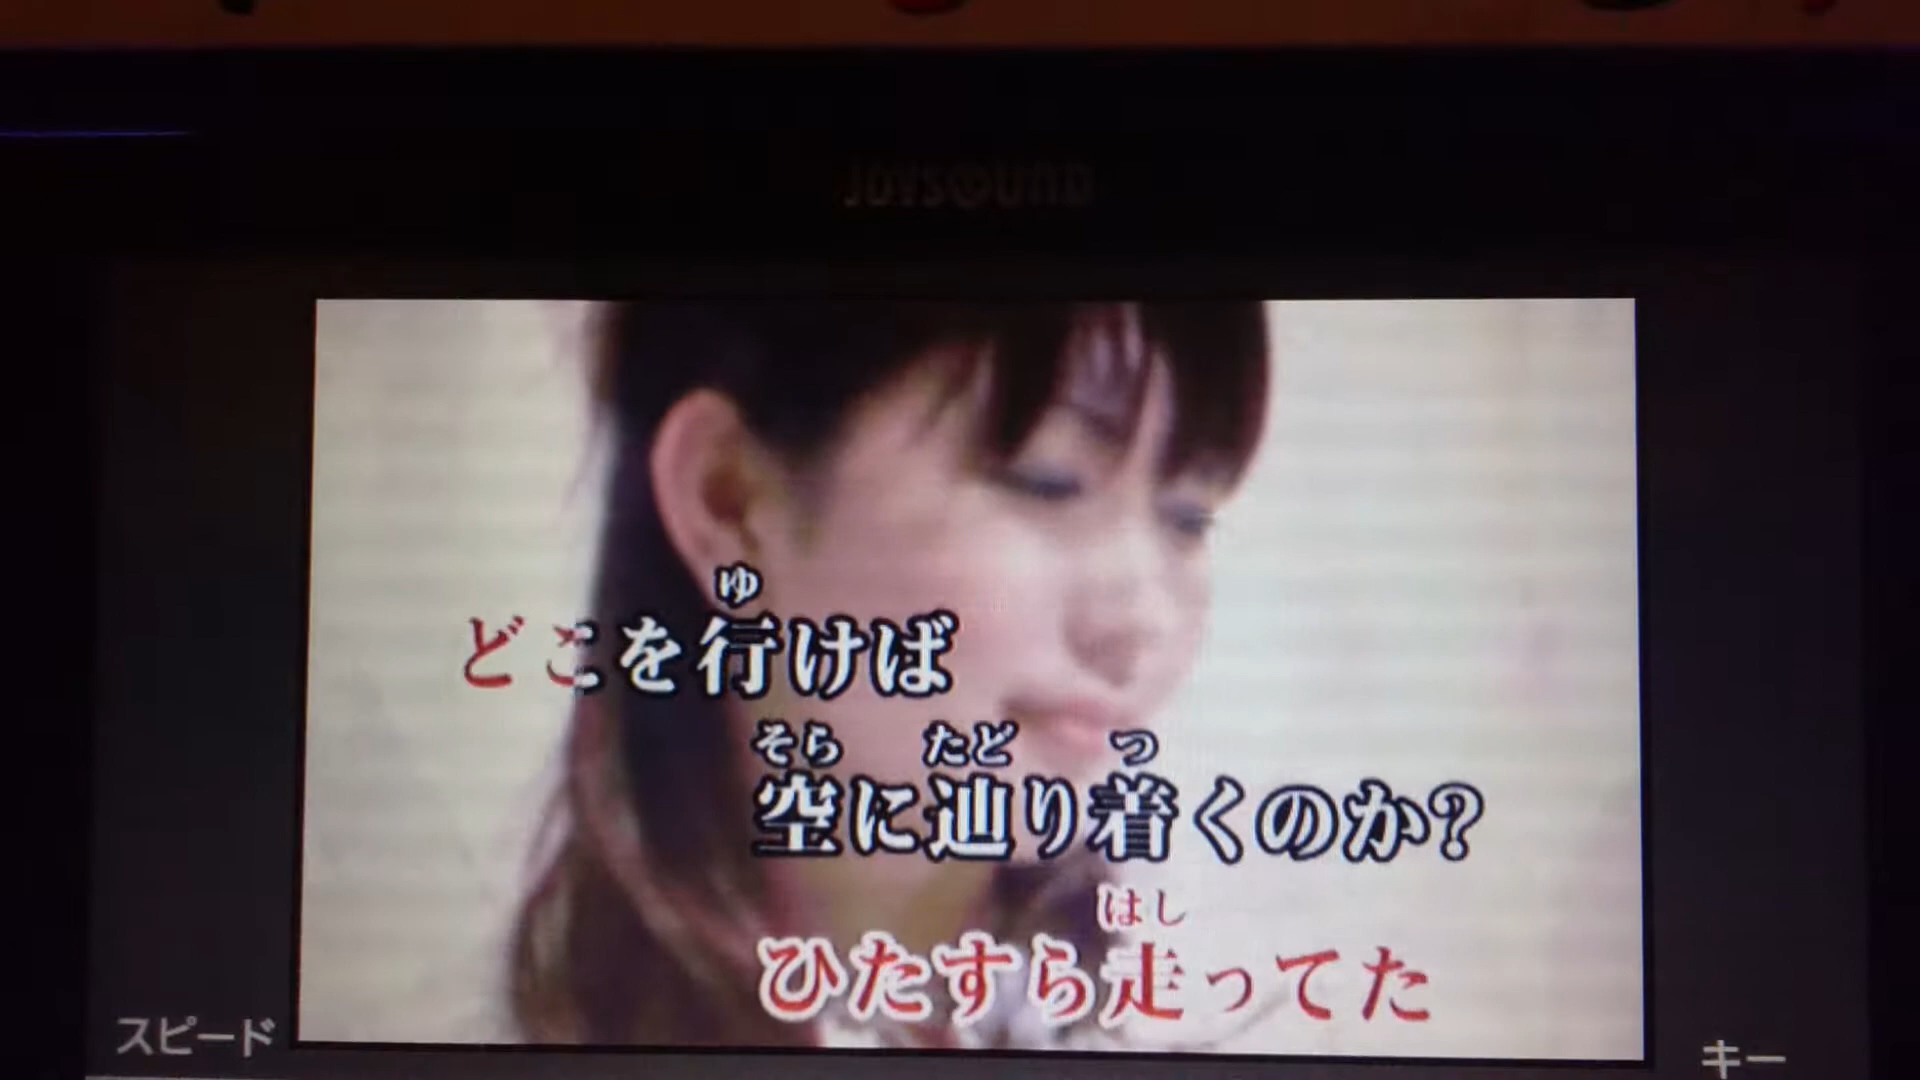 JOYSOUND
ゆ
どこを行けば
そら たど つ
空に辿り着くのか?
はし
ひたすら走ってた
スピード
キー